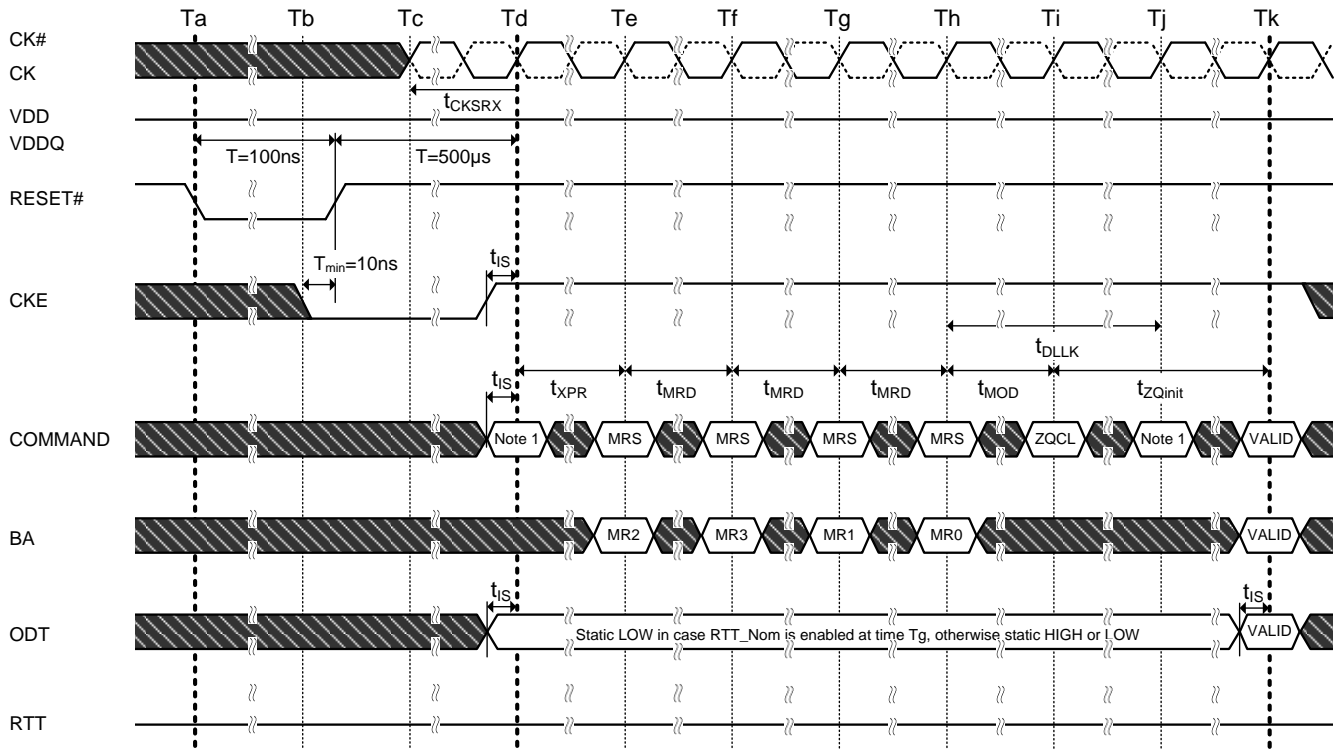 Ta Tb Tc Td Te Tf Tg Th Ti Tj Tk
CK#
CK
tCKSRX
VDD
VDDQ
T=100ns T=500µs
RESET#
Tmin=10ns tIS
CKE
tDLLK
tIS tXPR tMRD tMRD tMRD tMOD tZQinit
COMMAND Note 1 MRS MRS MRS MRS ZQCL Note 1 VALID
BA MR2 MR3 MR1 MR0 VALID
tIS tIS
ODT Static LOW in case RTT_Nom is enabled at time Tg, otherwise static HIGH or LOW VALID
RTT